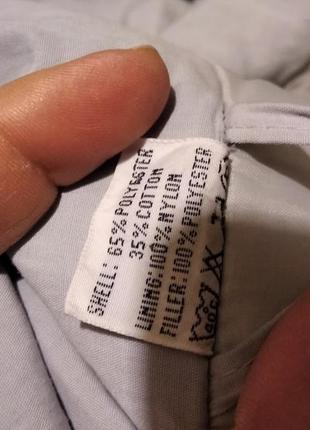 SHELL: 65% POLYESTER
35% COTTON
LINING: 100% NYLON
FILLER: 100% POLYESTER